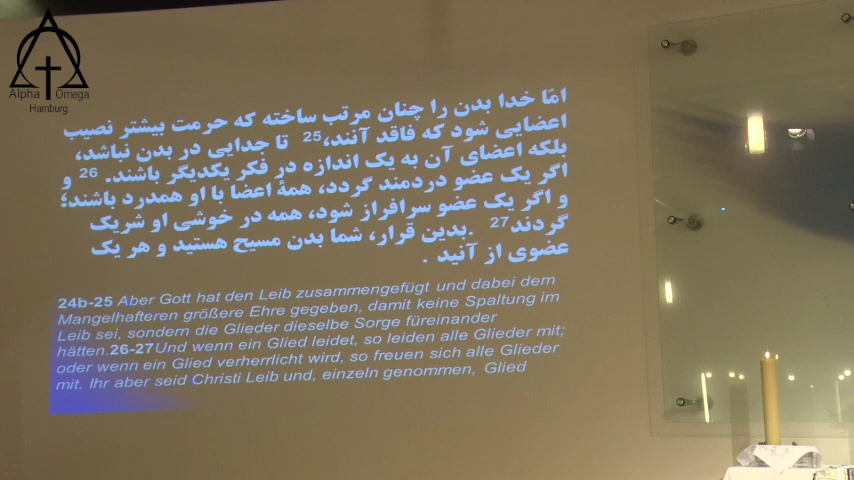 Alpha Omega
Hamburg
امّا خدا بدن را چنان مرتب ساخته که حرمت بیشتر نصیب
اعضایی شود که فاقد آنند، 25 تا جدایی در بدن نباشد،
بلکه اعضای آن به یک اندازه در فکر یکدیگر باشند. 26 و
اگر یک عضو دردمند گردد، همهٔ اعضا با او همدرد باشند؛
و اگر یک عضو سرافراز شود، همه در خوشی او شریک
گردند 27 .بدین قرار، شما بدن مسیح هستید و هر یک
عضوی از آنید .
24b-25 Aber Gott hat den Leib zusammengefügt und dabei dem
Mangelhafteren größere Ehre gegeben, damit keine Spaltung im
Leib sei, sondern die Glieder dieselbe Sorge füreinander
hätten.26-27Und wenn ein Glied leidet, so leiden alle Glieder mit;
oder wenn ein Glied verherrlicht wird, so freuen sich alle Glieder
mit. Ihr aber seid Christi Leib und, einzeln genommen, Glied